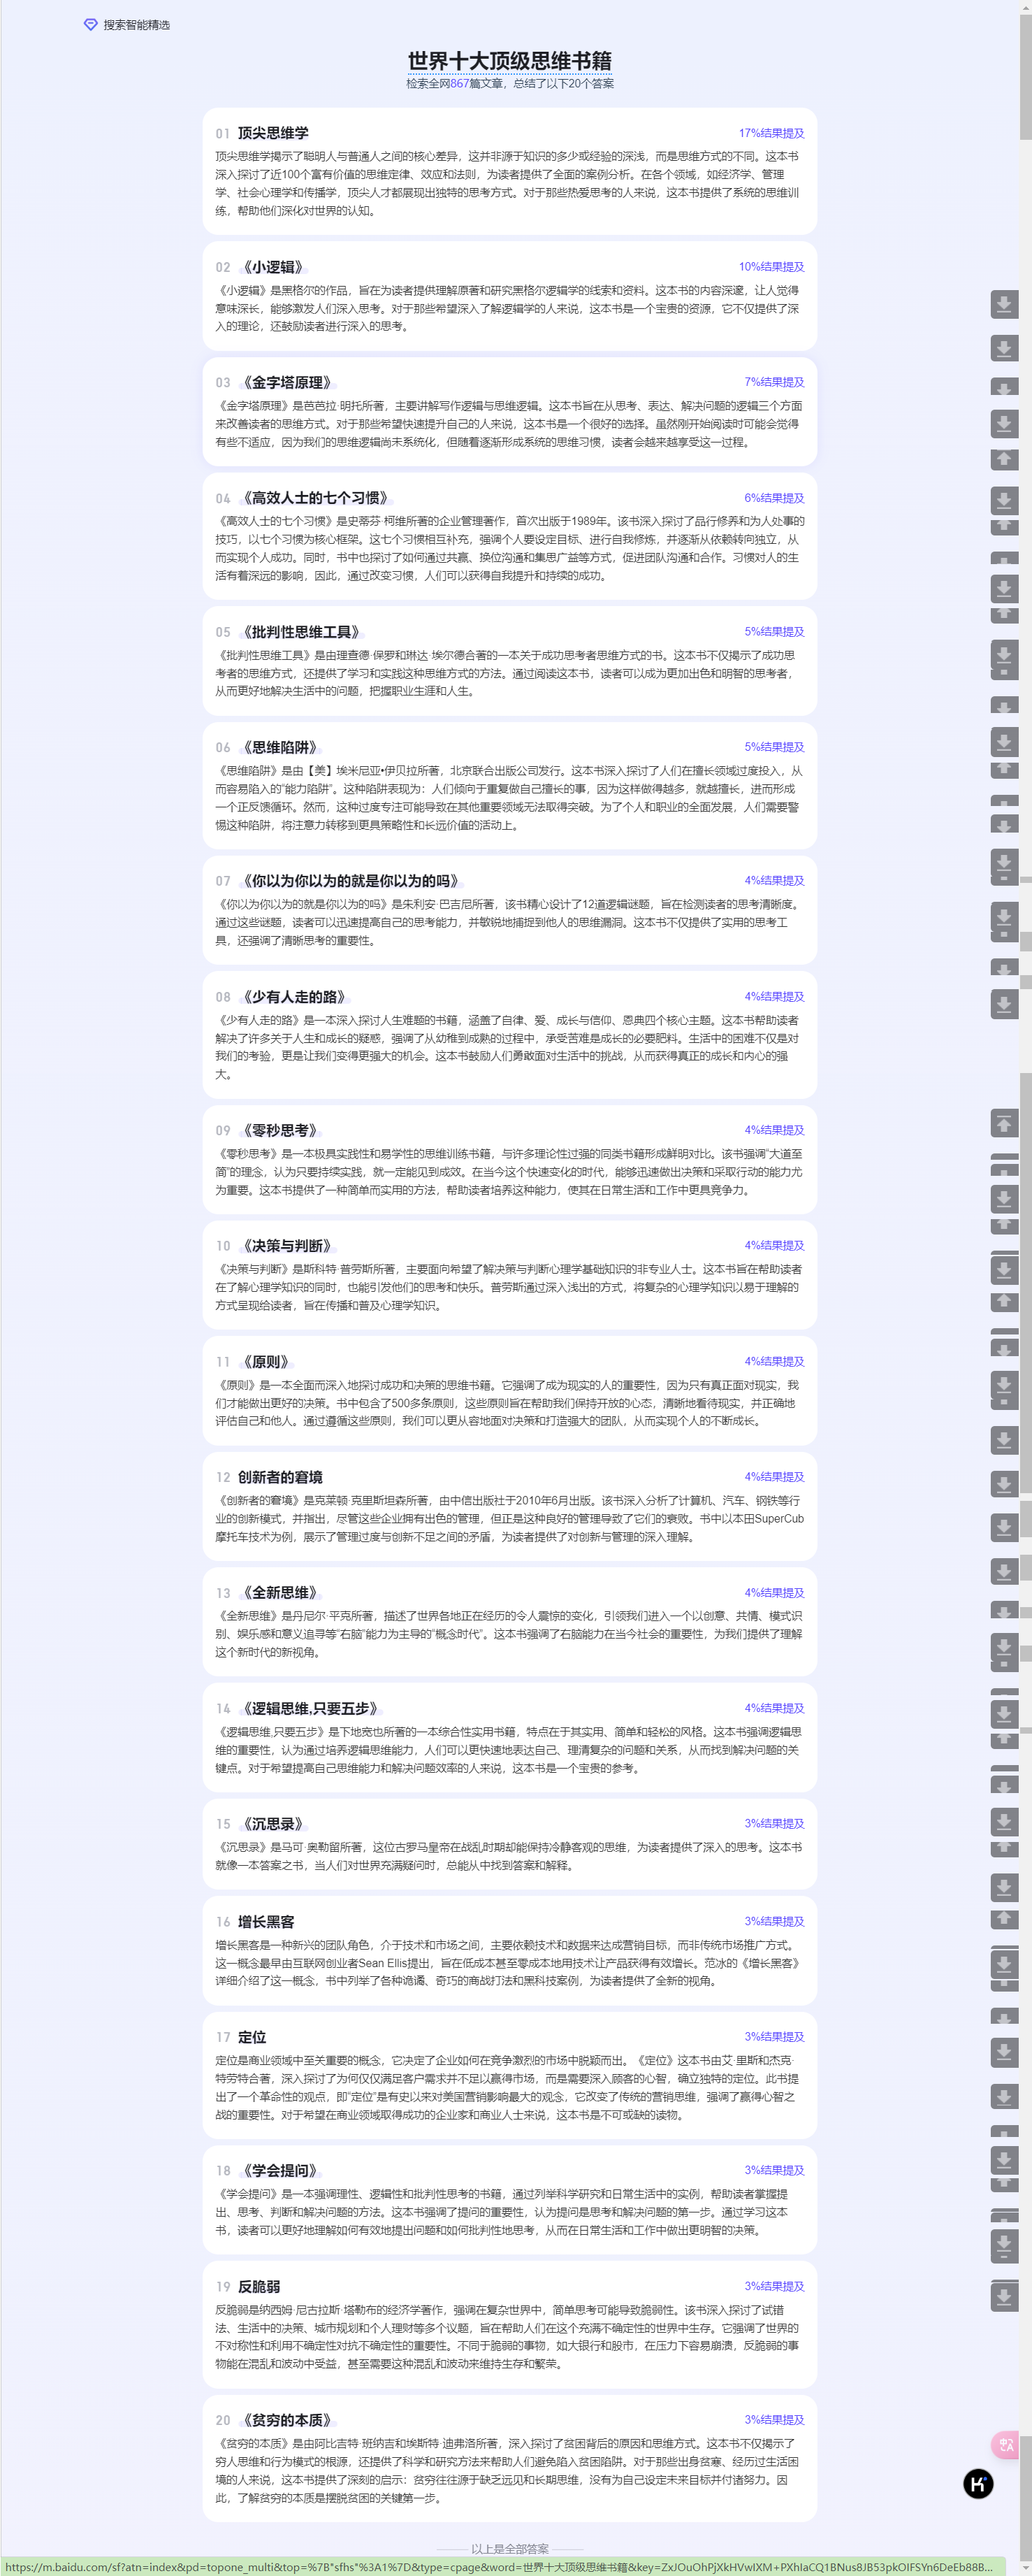 搜索智能精选
世界十大顶级思维书籍
检索全网867篇文章，总结了以下20个答案
01 顶尖思维学 17%结果提及
顶尖思维学揭示了聪明人与普通人之间的核心差异，这并非源于知识的多少或经验的深浅，而是思维方式的不同。这本书
深入探讨了近100个富有价值的思维定律、效应和法则，为读者提供了全面的案例分析。在各个领域，如经济学、管理
学、社会心理学和传播学，顶尖人才都展现出独特的思考方式。对于那些热爱思考的人来说，这本书提供了系统的思维训
练，帮助他们深化对世界的认知。
02 《小逻辑》 10%结果提及
《小逻辑》是黑格尔的作品，旨在为读者提供理解原著和研究黑格尔逻辑学的线索和资料。这本书的内容深邃，让人觉得
意味深长，能够激发人们深入思考。对于那些希望深入了解逻辑学的人来说，这本书是一个宝贵的资源，它不仅提供了深
入的理论，还鼓励读者进行深入的思考。
03 《金字塔原理》 7%结果提及
《金字塔原理》是芭芭拉·明托所著，主要讲解写作逻辑与思维逻辑。这本书旨在从思考、表达、解决问题的逻辑三个方面
来改善读者的思维方式。对于那些希望快速提升自己的人来说，这本书是一个很好的选择。虽然刚开始阅读时可能会觉得
有些不适应，因为我们的思维逻辑尚未系统化，但随着逐渐形成系统的思维习惯，读者会越来越享受这一过程。
04 《高效人士的七个习惯》 6%结果提及
《高效人士的七个习惯》是史蒂芬·柯维所著的企业管理著作，首次出版于1989年。该书深入探讨了品行修养和为人处事的
技巧，以七个习惯为核心框架。这七个习惯相互补充，强调个人要设定目标、进行自我修炼，并逐渐从依赖转向独立，从
而实现个人成功。同时，书中也探讨了如何通过共赢、换位沟通和集思广益等方式，促进团队沟通和合作。习惯对人的生
活有着深远的影响，因此，通过改变习惯，人们可以获得自我提升和持续的成功。
05 《批判性思维工具》 5%结果提及
《批判性思维工具》是由理查德·保罗和琳达·埃尔德合著的一本关于成功思考者思维方式的书。这本书不仅揭示了成功思
考者的思维方式，还提供了学习和实践这种思维方式的方法。通过阅读这本书，读者可以成为更加出色和明智的思考者，
从而更好地解决生活中的问题，把握职业生涯和人生。
06 《思维陷阱》 5%结果提及
《思维陷阱》是由【美】埃米尼亚•伊贝拉所著，北京联合出版公司发行。这本书深入探讨了人们在擅长领域过度投入，从
而容易陷入的“能力陷阱”。这种陷阱表现为：人们倾向于重复做自己擅长的事，因为这样做得越多，就越擅长，进而形成
一个正反馈循环。然而，这种过度专注可能导致在其他重要领域无法取得突破。为了个人和职业的全面发展，人们需要警
惕这种陷阱，将注意力转移到更具策略性和长远价值的活动上。
07 《你以为你以为的就是你以为的吗》 4%结果提及
《你以为你以为的就是你以为的吗》是朱利安·巴吉尼所著，该书精心设计了12道逻辑谜题，旨在检测读者的思考清晰度。
通过这些谜题，读者可以迅速提高自己的思考能力，并敏锐地捕捉到他人的思维漏洞。这本书不仅提供了实用的思考工
具，还强调了清晰思考的重要性。
08 《少有人走的路》 4%结果提及
《少有人走的路》是一本深入探讨人生难题的书籍，涵盖了自律、爱、成长与信仰、恩典四个核心主题。这本书帮助读者
解决了许多关于人生和成长的疑惑，强调了从幼稚到成熟的过程中，承受苦难是成长的必要肥料。生活中的困难不仅是对
我们的考验，更是让我们变得更强大的机会。这本书鼓励人们勇敢面对生活中的挑战，从而获得真正的成长和内心的强
大。
09 《零秒思考》 4%结果提及
《零秒思考》是一本极具实践性和易学性的思维训练书籍，与许多理论性过强的同类书籍形成鲜明对比。该书强调“大道至
简”的理念，认为只要持续实践，就一定能见到成效。在当今这个快速变化的时代，能够迅速做出决策和采取行动的能力尤
为重要。这本书提供了一种简单而实用的方法，帮助读者培养这种能力，使其在日常生活和工作中更具竞争力。
10 《决策与判断》 4%结果提及
《决策与判断》是斯科特·普劳斯所著，主要面向希望了解决策与判断心理学基础知识的非专业人士。这本书旨在帮助读者
在了解心理学知识的同时，也能引发他们的思考和快乐。普劳斯通过深入浅出的方式，将复杂的心理学知识以易于理解的
方式呈现给读者，旨在传播和普及心理学知识。
11 《原则》 4%结果提及
《原则》是一本全面而深入地探讨成功和决策的思维书籍。它强调了成为现实的人的重要性，因为只有真正面对现实，我
们才能做出更好的决策。书中包含了500多条原则，这些原则旨在帮助我们保持开放的心态，清晰地看待现实，并正确地
评估自己和他人。通过遵循这些原则，我们可以更从容地面对决策和打造强大的团队，从而实现个人的不断成长。
12 创新者的窘境 4%结果提及
《创新者的窘境》是克莱顿·克里斯坦森所著，由中信出版社于2010年6月出版。该书深入分析了计算机、汽车、钢铁等行
业的创新模式，并指出，尽管这些企业拥有出色的管理，但正是这种良好的管理导致了它们的衰败。书中以本田SuperCub
摩托车技术为例，展示了管理过度与创新不足之间的矛盾，为读者提供了对创新与管理的深入理解。
13 《全新思维》 4%结果提及
《全新思维》是丹尼尔·平克所著，描述了世界各地正在经历的令人震惊的变化，引领我们进入一个以创意、共情、模式识
别、娱乐感和意义追寻等“右脑”能力为主导的“概念时代”。这本书强调了右脑能力在当今社会的重要性，为我们提供了理解
这个新时代的新视角。
14 《逻辑思维,只要五步》 4%结果提及
《逻辑思维,只要五步》是下地宽也所著的一本综合性实用书籍，特点在于其实用、简单和轻松的风格。这本书强调逻辑思
维的重要性，认为通过培养逻辑思维能力，人们可以更快速地表达自己、理清复杂的问题和关系，从而找到解决问题的关
键点。对于希望提高自己思维能力和解决问题效率的人来说，这本书是一个宝贵的参考。
15 《沉思录》 3%结果提及
《沉思录》是马可·奥勒留所著，这位古罗马皇帝在战乱时期却能保持冷静客观的思维，为读者提供了深入的思考。这本书
就像一本答案之书，当人们对世界充满疑问时，总能从中找到答案和解释。
16 增长黑客 3%结果提及
增长黑客是一种新兴的团队角色，介于技术和市场之间，主要依赖技术和数据来达成营销目标，而非传统市场推广方式。
这一概念最早由互联网创业者Sean Ellis提出，旨在低成本甚至零成本地用技术让产品获得有效增长。范冰的《增长黑客》
详细介绍了这一概念，书中列举了各种诡谲、奇巧的商战打法和黑科技案例，为读者提供了全新的视角。
17 定位 3%结果提及
定位是商业领域中至关重要的概念，它决定了企业如何在竞争激烈的市场中脱颖而出。《定位》这本书由艾·里斯和杰克·
特劳特合著，深入探讨了为何仅仅满足客户需求并不足以赢得市场，而是需要深入顾客的心智，确立独特的定位。此书提
出了一个革命性的观点，即“定位”是有史以来对美国营销影响最大的观念，它改变了传统的营销思维，强调了赢得心智之
战的重要性。对于希望在商业领域取得成功的企业家和商业人士来说，这本书是不可或缺的读物。
18 《学会提问》 3%结果提及
《学会提问》是一本强调理性、逻辑性和批判性思考的书籍，通过列举科学研究和日常生活中的实例，帮助读者掌握提
出、思考、判断和解决问题的方法。这本书强调了提问的重要性，认为提问是思考和解决问题的第一步。通过学习这本
书，读者可以更好地理解如何有效地提出问题和如何批判性地思考，从而在日常生活和工作中做出更明智的决策。
19 反脆弱 3%结果提及
反脆弱是纳西姆·尼古拉斯·塔勒布的经济学著作，强调在复杂世界中，简单思考可能导致脆弱性。该书深入探讨了试错
法、生活中的决策、城市规划和个人理财等多个议题，旨在帮助人们在这个充满不确定性的世界中生存。它强调了世界的
不对称性和利用不确定性对抗不确定性的重要性。不同于脆弱的事物，如大银行和股市，在压力下容易崩溃，反脆弱的事
物能在混乱和波动中受益，甚至需要这种混乱和波动来维持生存和繁荣。
20 《贫穷的本质》 3%结果提及
《贫穷的本质》是由阿比吉特·班纳吉和埃斯特·迪弗洛所著，深入探讨了贫困背后的原因和思维方式。这本书不仅揭示了
穷人思维和行为模式的根源，还提供了科学和研究方法来帮助人们避免陷入贫困陷阱。对于那些出身贫寒、经历过生活困
境的人来说，这本书提供了深刻的启示：贫穷往往源于缺乏远见和长期思维，没有为自己设定未来目标并付诸努力。因
此，了解贫穷的本质是摆脱贫困的关键第一步。
以上是全部答案
https://m.baidu.com/sf?atn=index&pd=topone_multi&top=%7B"sfhs"%3A1%7D&type=cpage&word=世界十大顶级思维书籍&key=ZxJOuOhPjXkHVwIXM+PXhIaCQ1BNus8JB53pkOIFSYn6DeEb88B...